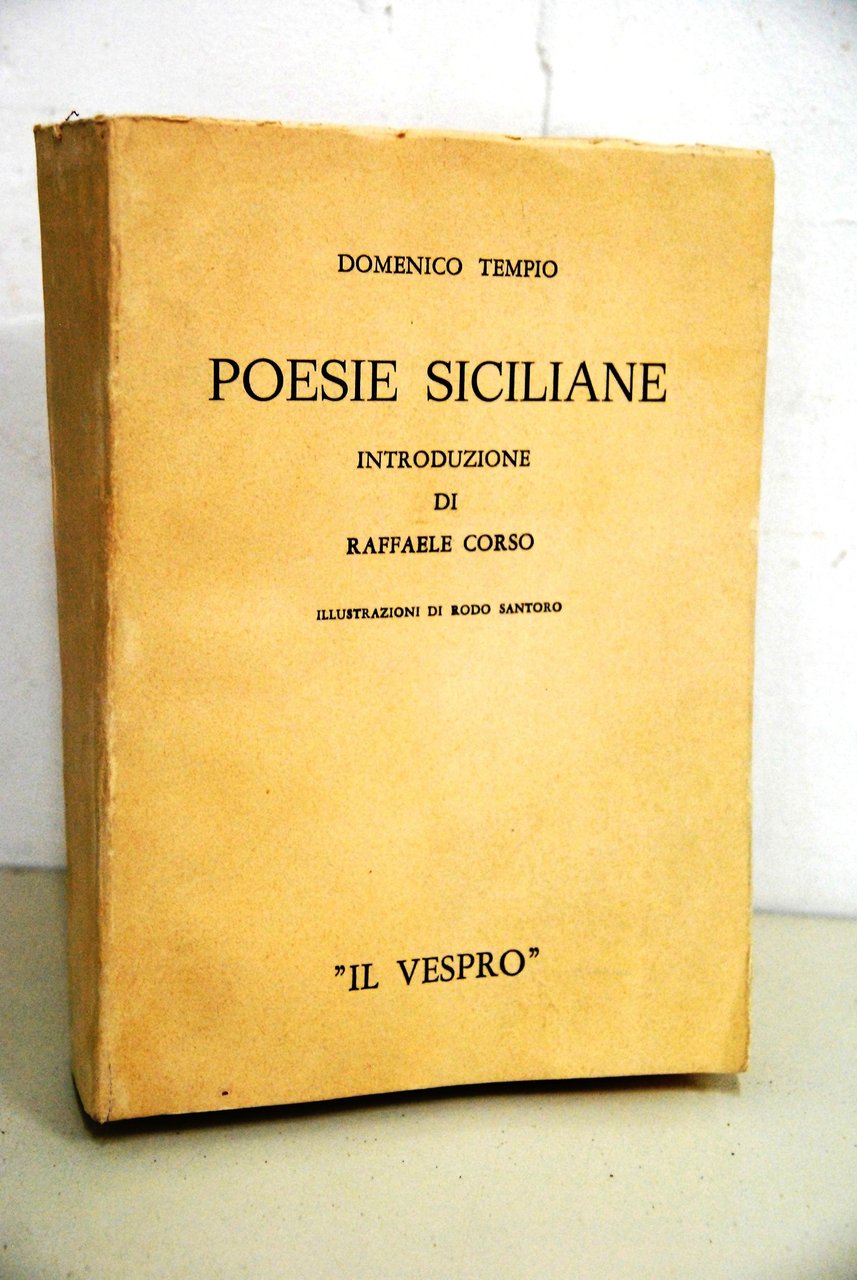 DOMENICO TEMPIO
POESIE SICILIANE
INTRODUZIONE
DI
RAFFAELE CORSO
ILLUSTRAZIONI DI RODO SANTORO
”IL VESPRO”